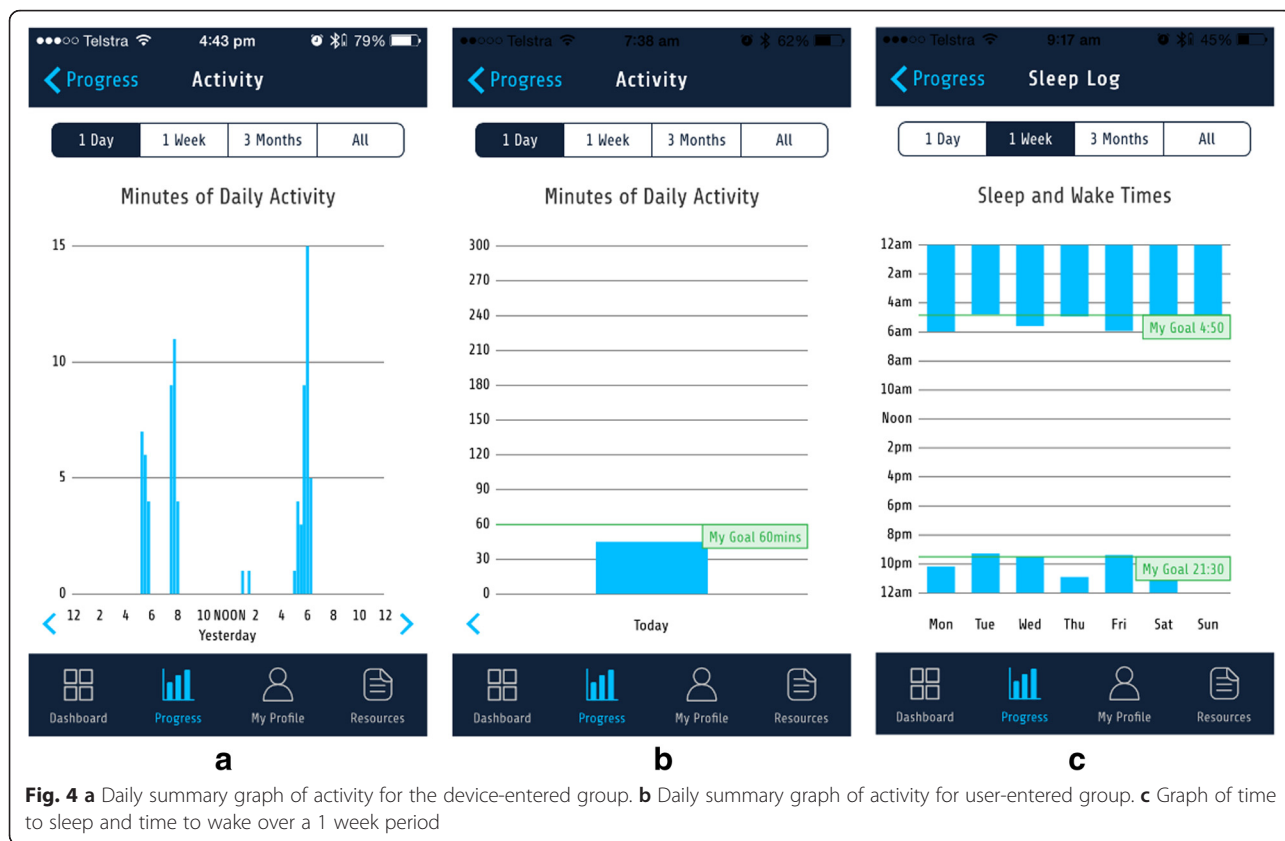 ●●●○○ Telstra 4:43 pm 79%
Progress Activity
1 Day 1 Week 3 Months All
Minutes of Daily Activity
15
10
5
0
12 2 4 6 8 10 NOON 2 4 6 8 10 12
Yesterday
Dashboard Progress My Profile Resources
a
●●○○○ Telstra 7:38 am 62%
Progress Activity
1 Day 1 Week 3 Months All
Minutes of Daily Activity
300
270
240
210
180
150
120
90
60
My Goal 60mins
30
0
Today
Dashboard Progress My Profile Resources
b
●●○○○ Telstra 9:17 am 45%
Progress Sleep Log
1 Day 1 Week 3 Months All
Sleep and Wake Times
12am
2am
4am
My Goal 4:50
6am
8am
10am
Noon
2pm
4pm
6pm
8pm
10pm
My Goal 21:30
12am
Mon Tue Wed Thu Fri Sat Sun
Dashboard Progress My Profile Resources
c
Fig. 4 a Daily summary graph of activity for the device-entered group. b Daily summary graph of activity for user-entered group. c Graph of time
to sleep and time to wake over a 1 week period